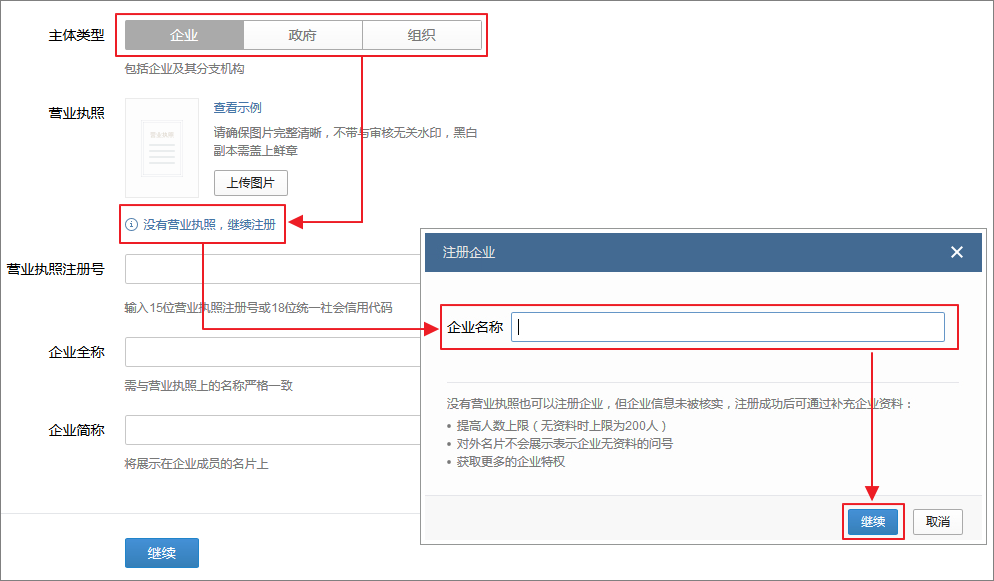 主体类型
企业
政府
组织
包括企业及其分支机构
营业执照
营业执照
查看示例
请确保图片完整清晰，不带与审核无关水印，黑白
副本需盖上鲜章
上传图片
没有营业执照，继续注册
营业执照注册号
输入15位营业执照注册号或18位统一社会信用代码
企业全称
需与营业执照上的名称严格一致
企业简称
将展示在企业成员的名片上
继续
注册企业
企业名称
没有营业执照也可以注册企业，但企业信息未被核实，注册成功后可通过补充企业资料：
• 提高人数上限（无资料时上限为200人）
• 对外名片不会展示表示企业无资料的问号
• 获取更多的企业特权
继续
取消